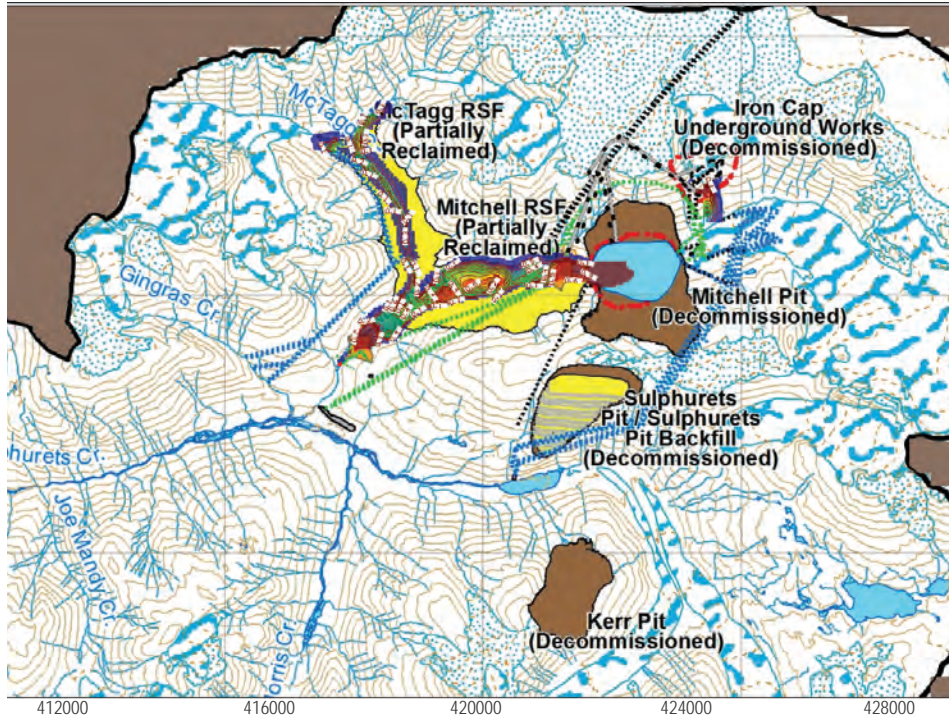 McTagg
McTagg RSF
(Partially
Reclaimed)
Iron Cap
Underground Works
(Decommissioned)
Mitchell RSF
(Partially
Reclaimed)
Gingras Cr.
Mitchell Pit
(Decommissioned)
Sulphurets
Pit / Sulphurets
Pit Backfill
(Decommissioned)
hurets Cr.
Joe Mandy Cr.
orris Cr.
Kerr Pit
(Decommissioned)
412000 416000 420000 424000 428000